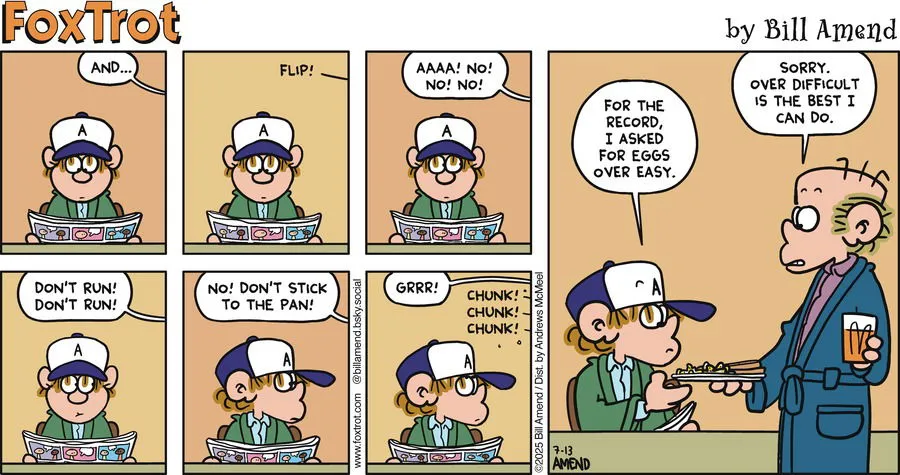 FoxTrot
by Bill Amend
AND...
FLIP!
AAAA! NO!
NO! NO!
DON'T RUN!
DON'T RUN!
NO! DON'T STICK
TO THE PAN!
GRRR!
CHUNK!
CHUNK!
CHUNK!
FOR THE
RECORD,
I ASKED
FOR EGGS
OVER EASY.
SORRY.
OVER DIFFICULT
IS THE BEST I
CAN DO.
A
A
A
A
A
A
A
www.foxtrot.com @billamend.bsky.social
©2025 Bill Amend / Dist. by Andrews McMeel
7-13
AMEND